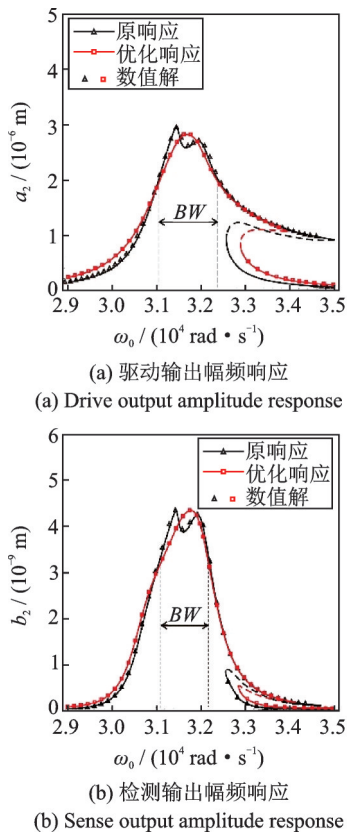 原响应
优化响应
数值解
5
4
3
2
1
0
a₂ / (10⁻⁶ m)
BW
2.9 3.0 3.1 3.2 3.3 3.4 3.5
ω₀ / (10⁴ rad·s⁻¹)
(a) 驱动输出幅频响应
(a) Drive output amplitude response
原响应
优化响应
数值解
6
5
4
3
2
1
0
b₂ / (10⁻⁹ m)
BW
2.9 3.0 3.1 3.2 3.3 3.4 3.5
ω₀ / (10⁴ rad·s⁻¹)
(b) 检测输出幅频响应
(b) Sense output amplitude response